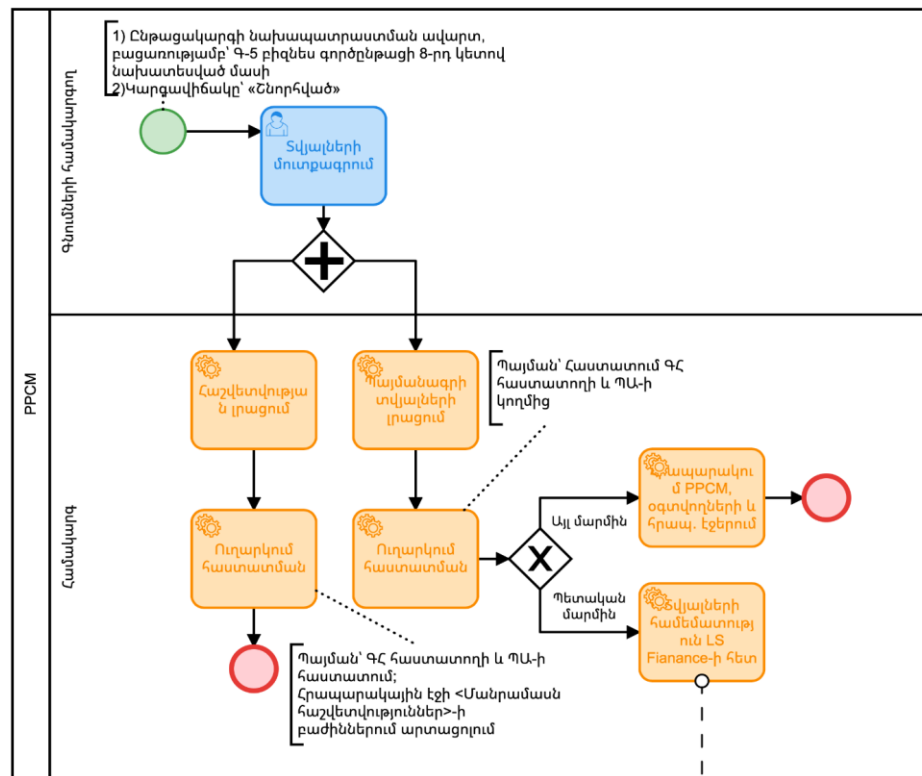 1) Ընթացակարգի նախապատրաստման ավարտ,
բացառությամբ՝ Գ-5 բիզնես գործընթացի 8-րդ կետով
նախատեսված մասի
2)Կարգավիճակը՝ «Շնորհված»
PPCM
Գնումների համակարգող
Տվյալների
մուտքագրում
Համակարգ
Հաշվետվությա
ն լրացում
Պայմանագրի
տվյալների
լրացում
Պայման՝ Հաստատում ԳՀ
հաստատողի և ՊԱ-ի
կողմից
Ուղարկում
հաստատման
Ուղարկում
հաստատման
Այլ մարմին
Պետական
մարմին
Հրապարակու
մ PPCM,
օգտվողների և
հրապ. էջերում
Տվյալների
համեմատությ
ուն LS
Fianance-ի հետ
Պայման՝ ԳՀ հաստատողի և ՊԱ-ի
հաստատում;
Հրապարակային էջի <Մանրամասն
հաշվետվություններ>-ի
բաժիններում արտացոլում